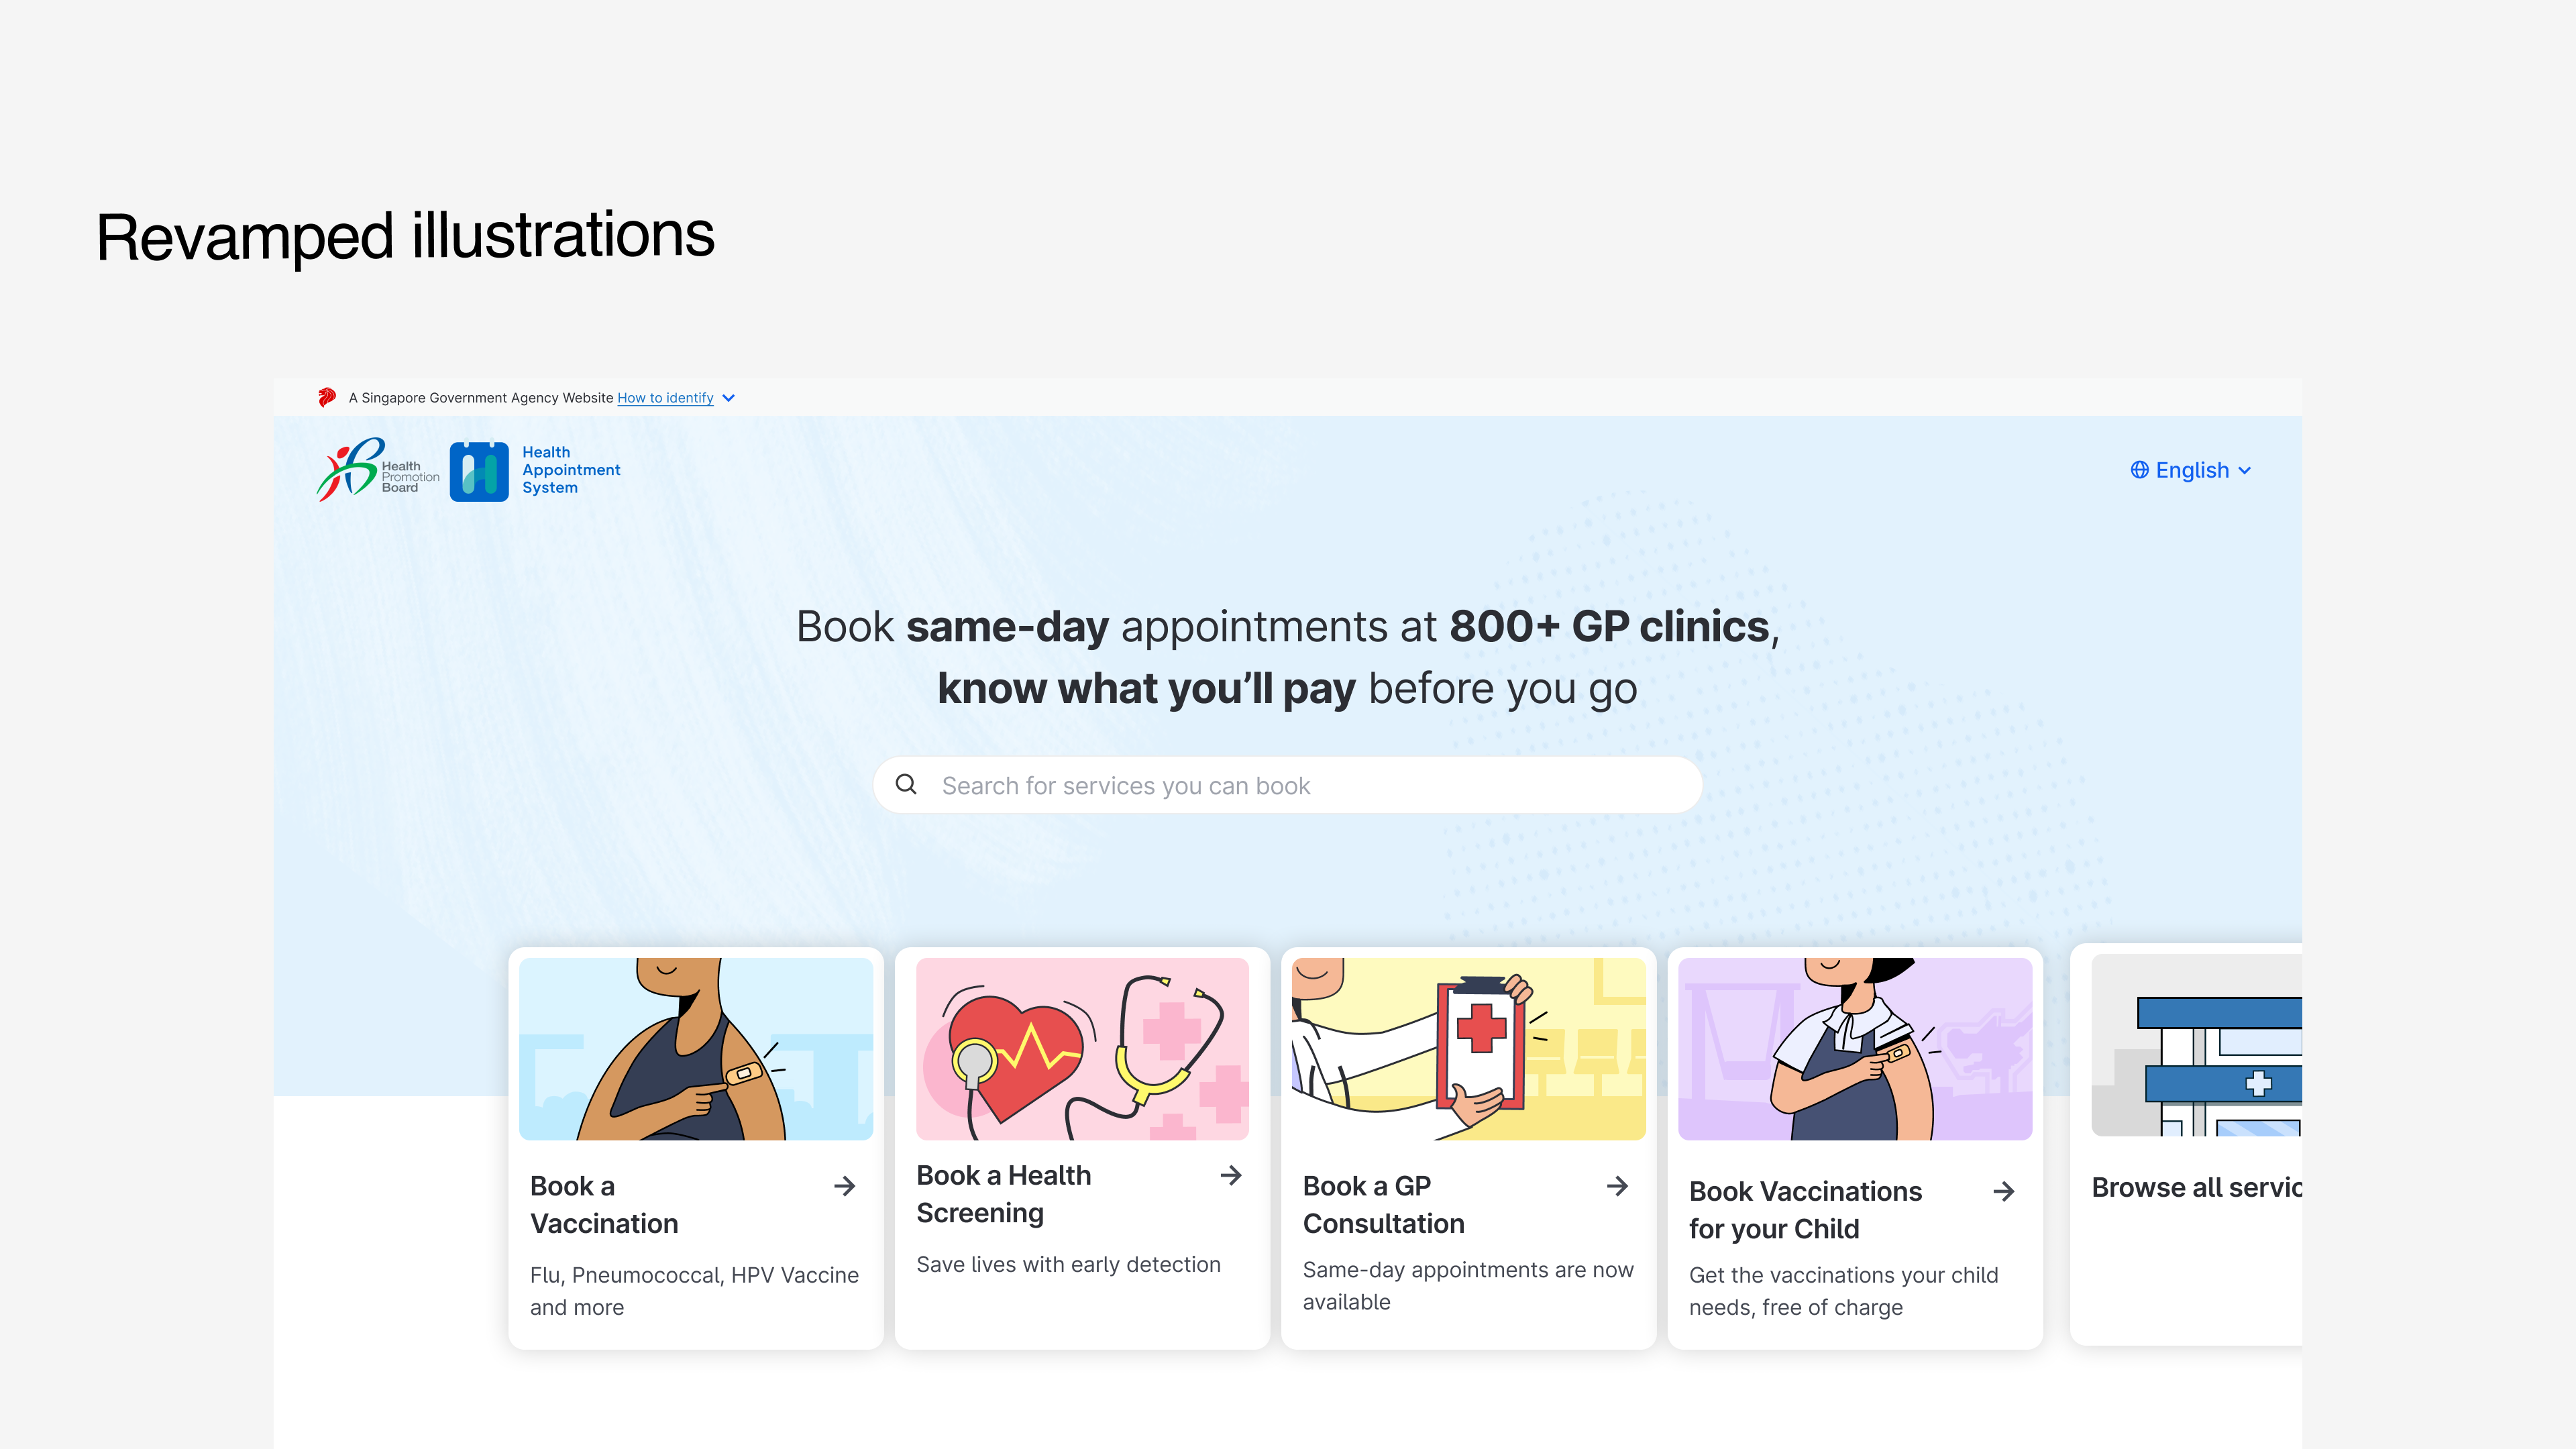 Revamped illustrations
A Singapore Government Agency Website How to identify
Health
Promotion
Board
Health
Appointment
System
English
Book same-day appointments at 800+ GP clinics,
know what you’ll pay before you go
Search for services you can book
Book a
Vaccination
Flu, Pneumococcal, HPV Vaccine
and more
Book a Health
Screening
Save lives with early detection
Book a GP
Consultation
Same-day appointments are now
available
Book Vaccinations
for your Child
Get the vaccinations your child
needs, free of charge
Browse all servic